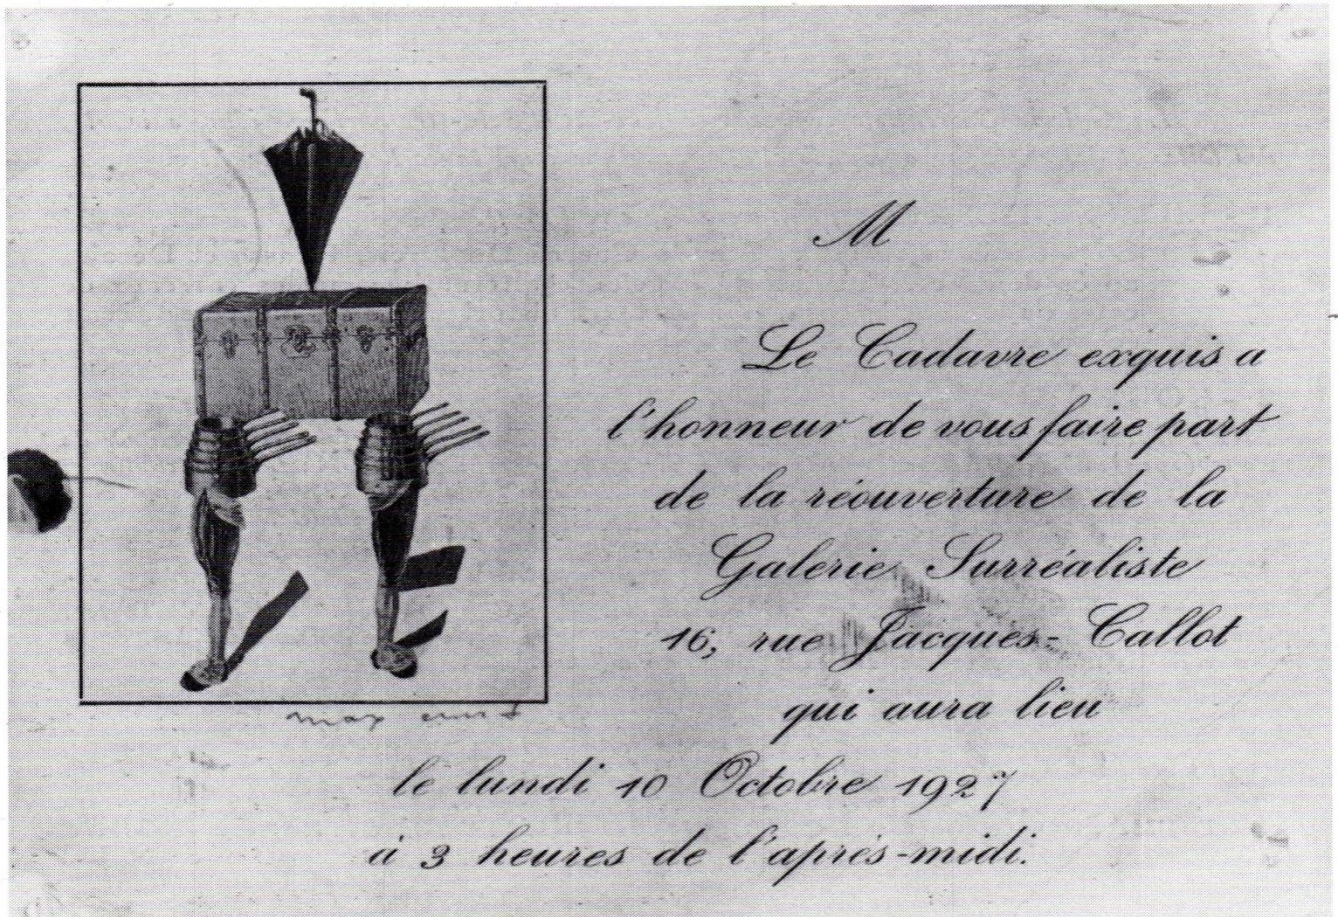 M
Le Cadavre exquis a
l'honneur de vous faire part
de la réouverture de la
Galerie Surréaliste
16, rue Jacques-Callot
qui aura lieu
le lundi 10 Octobre 1927
à 3 heures de l'après-midi.
max ernst